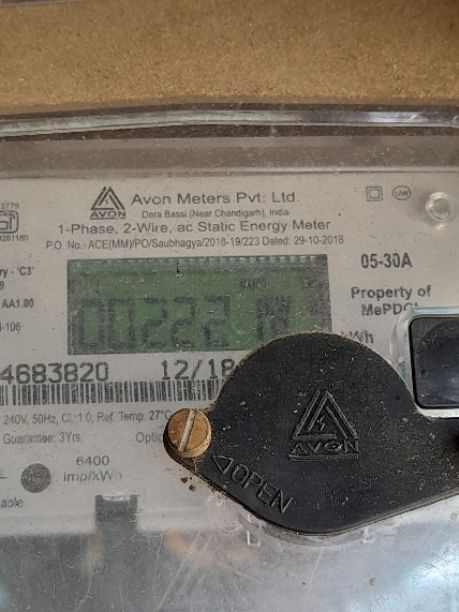 AVON
Avon Meters Pvt. Ltd.
Dera Bassi (Near Chandigarh), India
1-Phase, 2-Wire, ac Static Energy Meter
P.O. No.-ACE(MM)/PO/Saubhagya/2018-19/223 Dated: 29-10-2018
05-30A
Property of
MePDCL
kWh
4683820 12/18
240V, 50Hz, CL-1.0, Ref. Temp. 27°C
Guarantee: 3Yrs.
6400
imp/kWh
AVON
OPEN